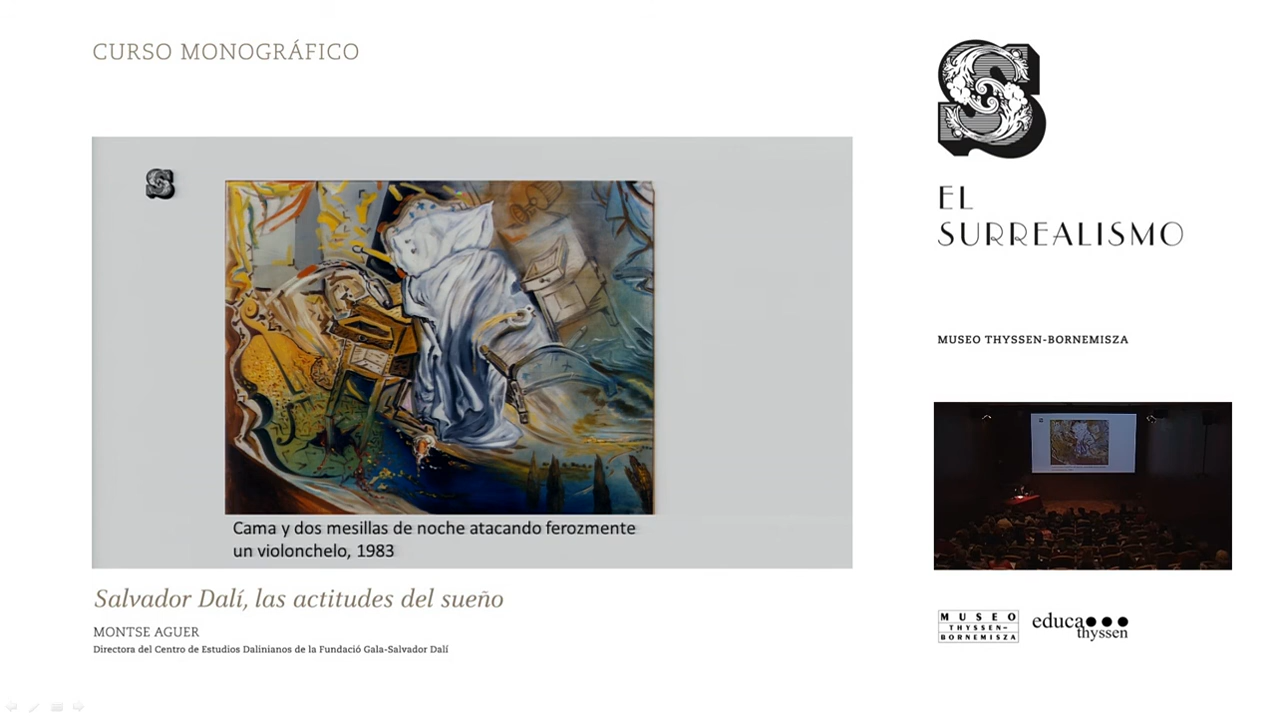 CURSO MONOGRÁFICO
S
S
EL
SURREALISMO
MUSEO THYSSEN-BORNEMISZA
Cama y dos mesillas de noche atacando ferozmente
un violonchelo, 1983
Salvador Dalí, las actitudes del sueño
MONTSE AGUER
Directora del Centro de Estudios Dalinianos de la Fundació Gala-Salvador Dalí
MUSEO
THYSSEN-
BORNEMISZA
educa
thyssen